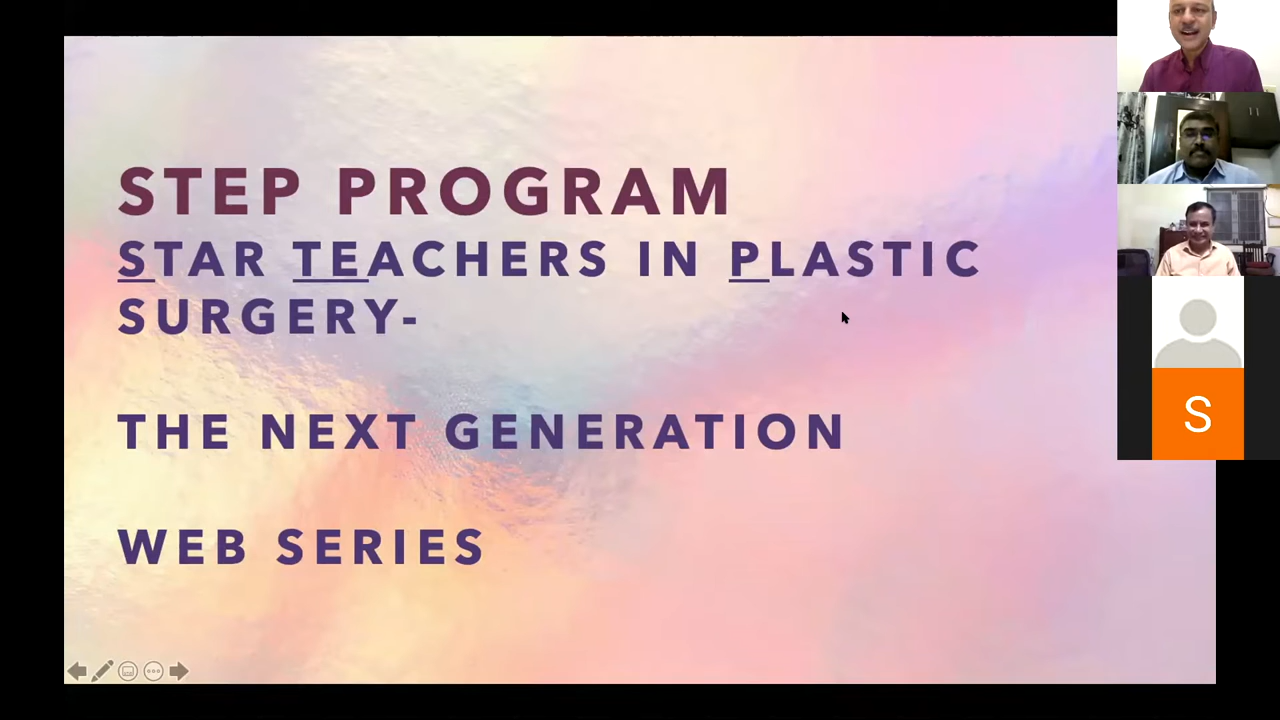 STEP PROGRAM
STAR TEACHERS IN PLASTIC
SURGERY-
THE NEXT GENERATION
WEB SERIES
S